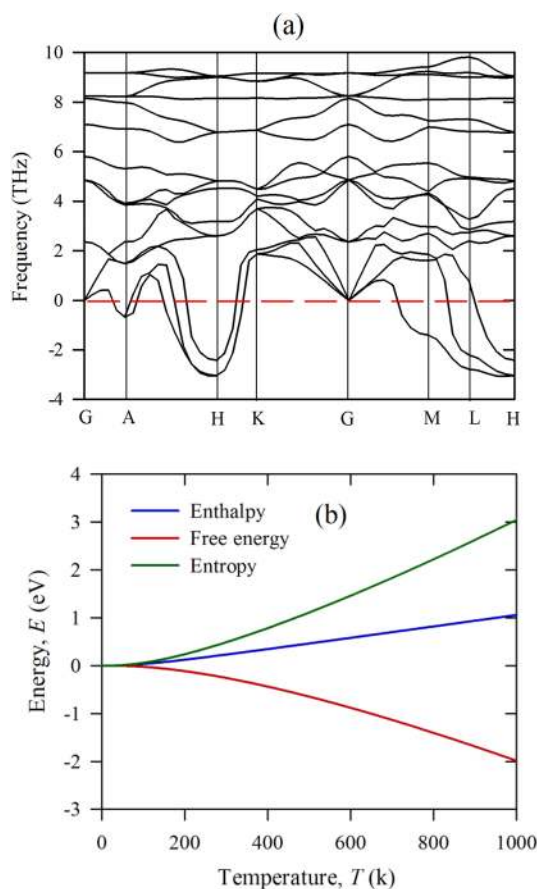 (a)
Frequency (THz)
10
8
6
4
2
0
-2
-4
G A H K G M L H
(b)
Energy, E (eV)
4
3
2
1
0
-1
-2
-3
Enthalpy
Free energy
Entropy
0 200 400 600 800 1000
Temperature, T (k)